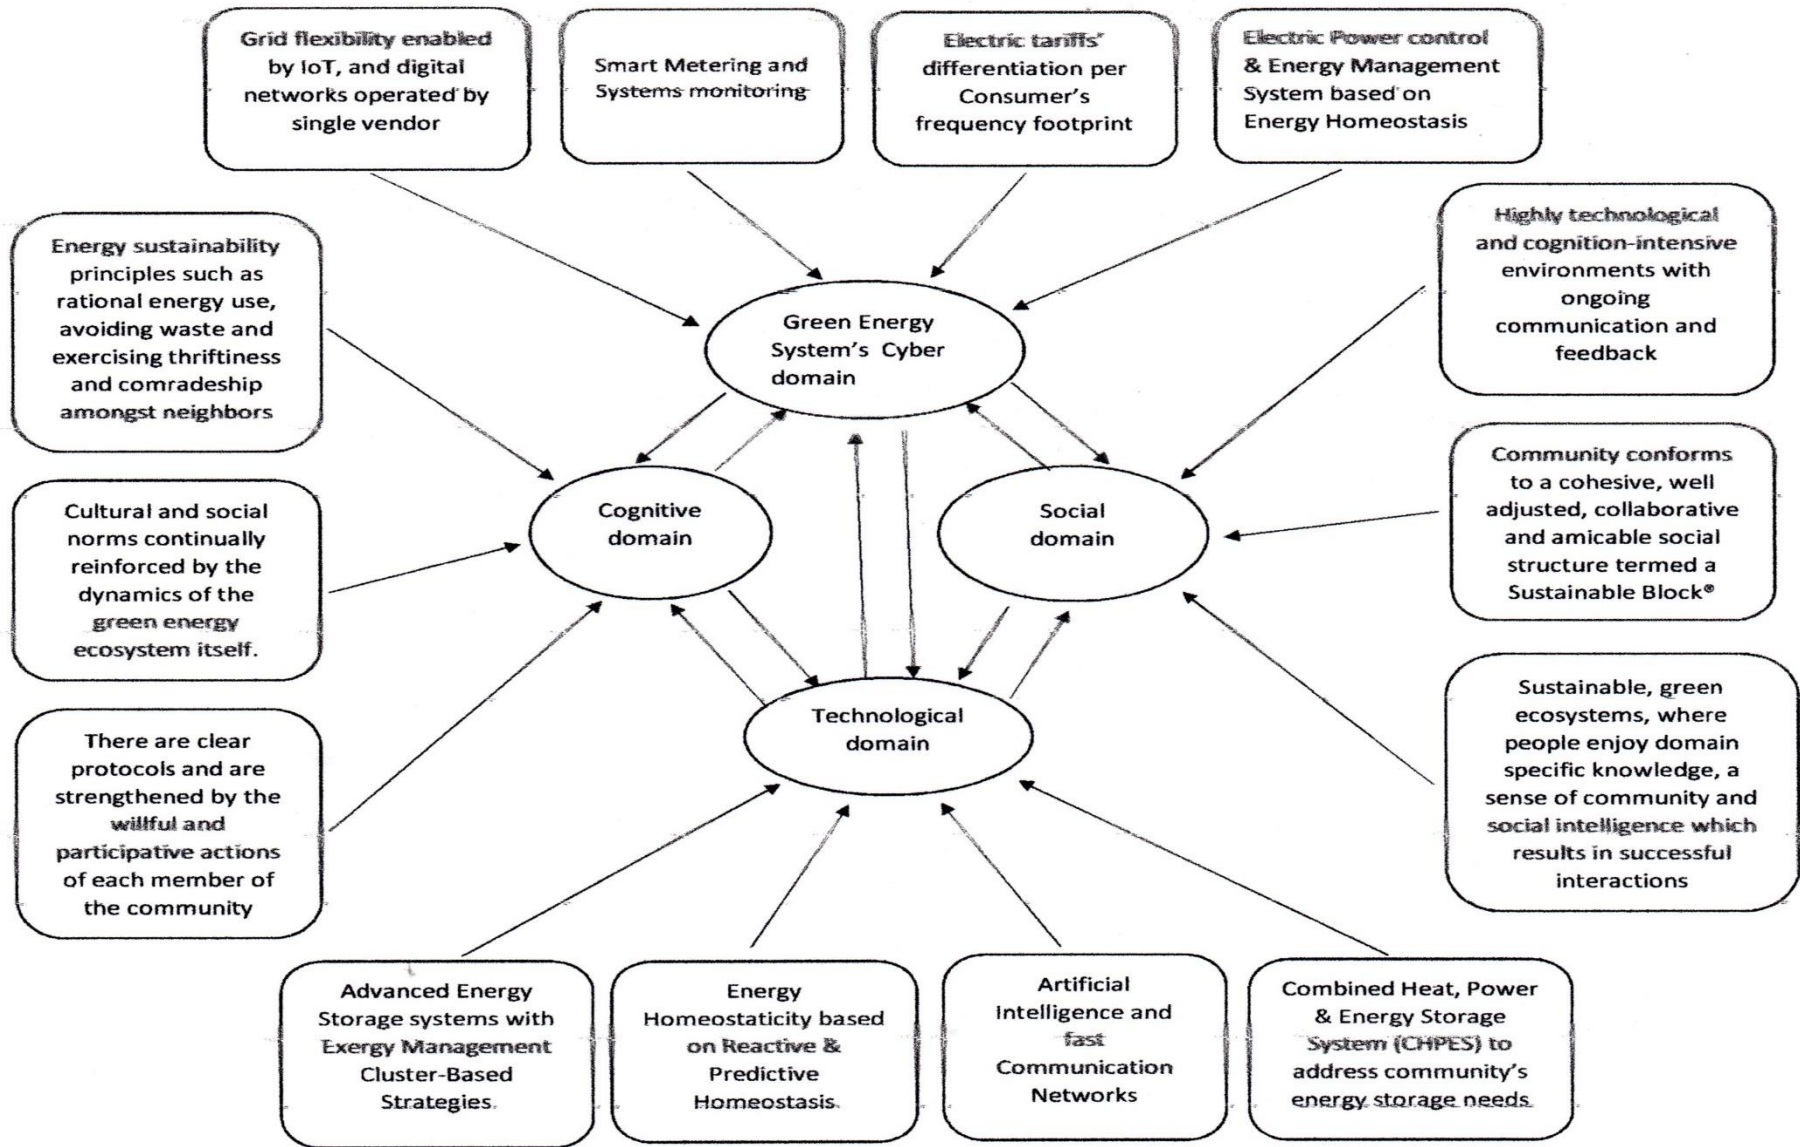 Grid flexibility enabled
by IoT, and digital
networks operated by
single vendor
Smart Metering and
Systems monitoring
Electric tariffs'
differentiation per
Consumer's
frequency footprint
Electric Power control
& Energy Management
System based on
Energy Homeostasis
Energy sustainability
principles such as
rational energy use,
avoiding waste and
exercising thriftiness
and comradeship
amongst neighbors
Highly technological
and cognition-intensive
environments with
ongoing
communication and
feedback
Green Energy
System's Cyber
domain
Cultural and social
norms continually
reinforced by the
dynamics of the
green energy
ecosystem itself.
Cognitive
domain
Social
domain
Community conforms
to a cohesive, well
adjusted, collaborative
and amicable social
structure termed a
Sustainable Block®
There are clear
protocols and are
strengthened by the
willful and
participative actions
of each member of
the community
Technological
domain
Sustainable, green
ecosystems, where
people enjoy domain
specific knowledge, a
sense of community and
social intelligence which
results in successful
interactions
Advanced Energy
Storage systems with
Exergy Management
Cluster-Based
Strategies.
Energy
Homeostaticity based
on Reactive &
Predictive
Homeostasis.
Artificial
Intelligence and
fast
Communication
Networks
Combined Heat, Power
& Energy Storage
System (CHPES) to
address community's
energy storage needs